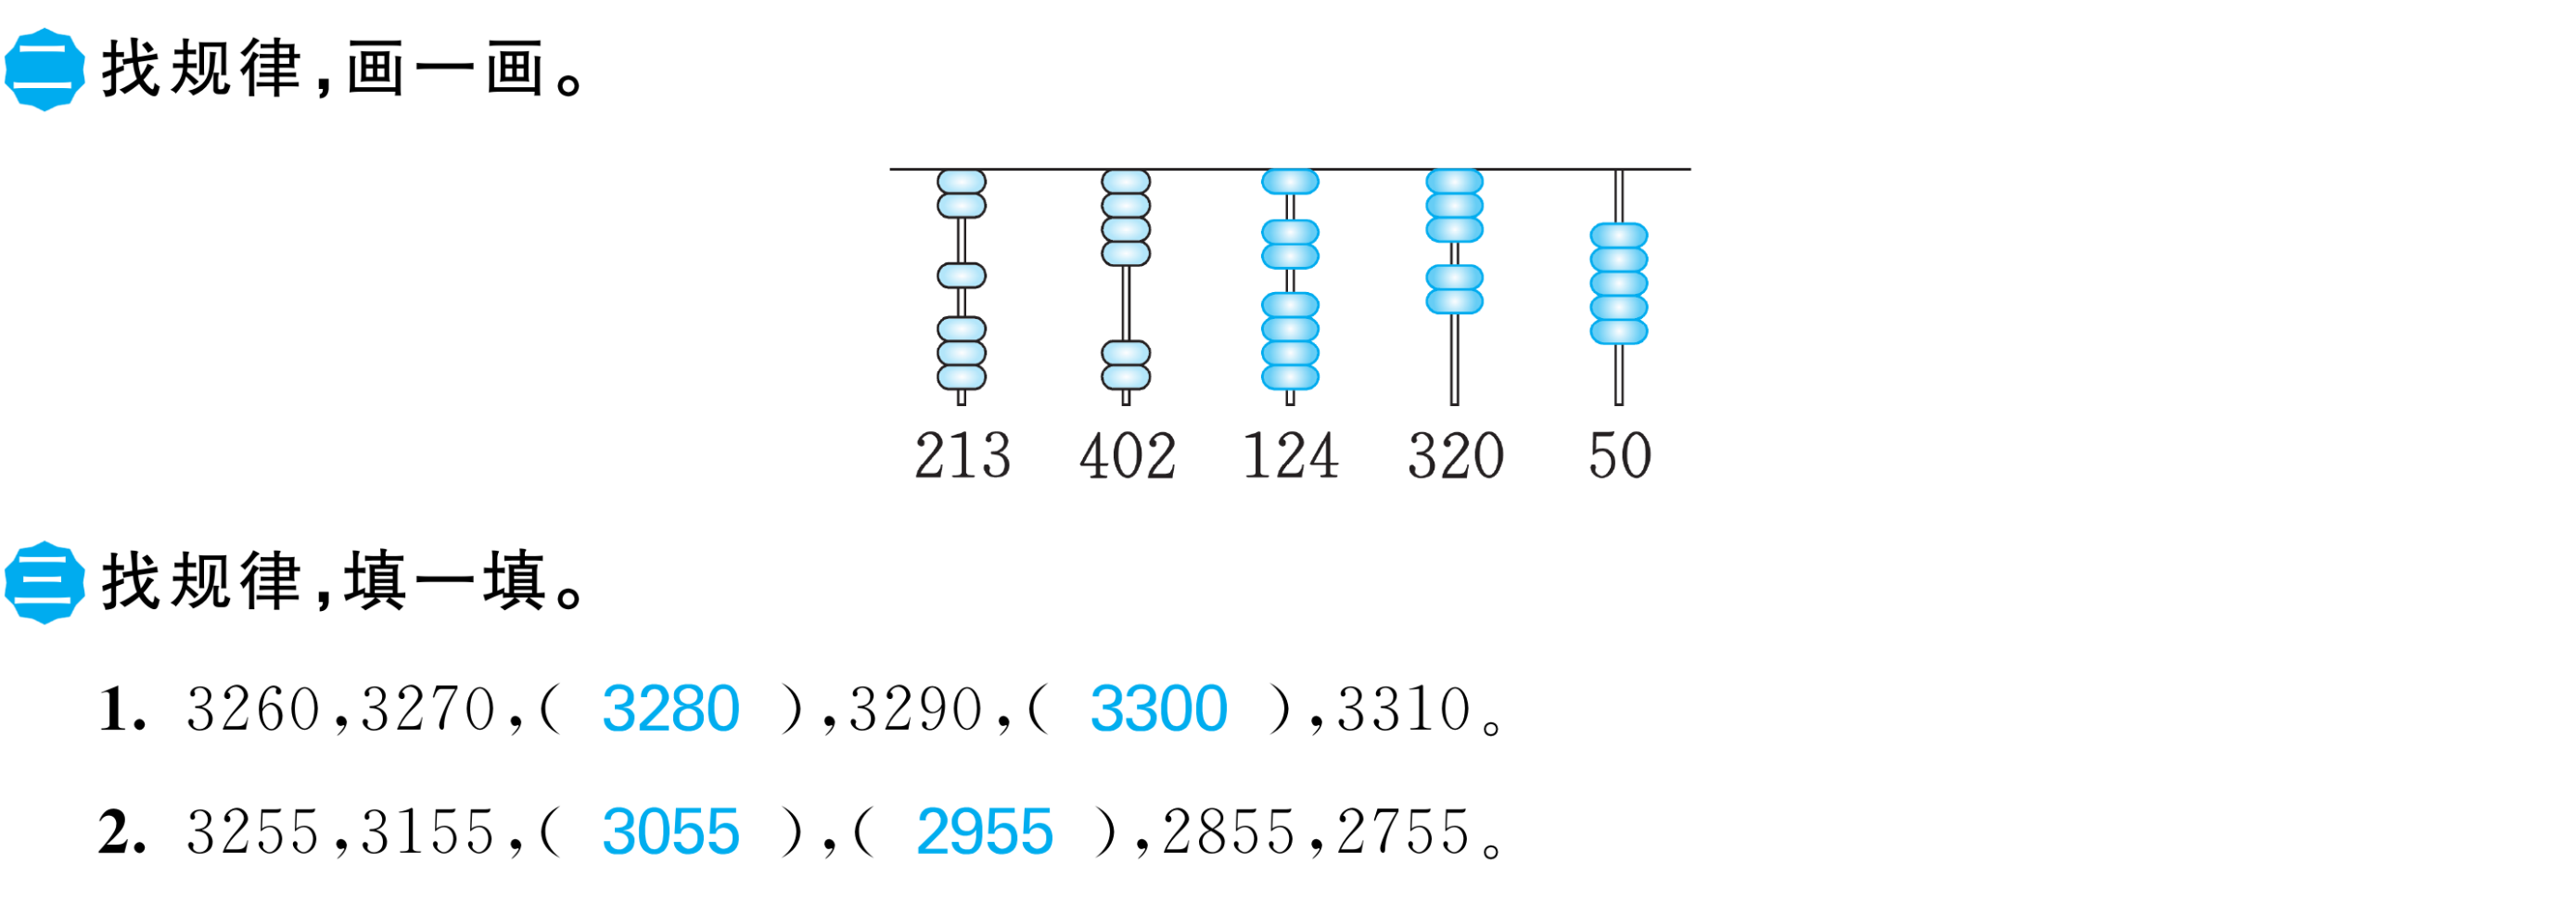 二 找规律,画一画。
213 402 124 320 50
三 找规律,填一填。
1. 3260,3270,( 3280 ),3290,( 3300 ),3310。
2. 3255,3155,( 3055 ),( 2955 ),2855,2755。